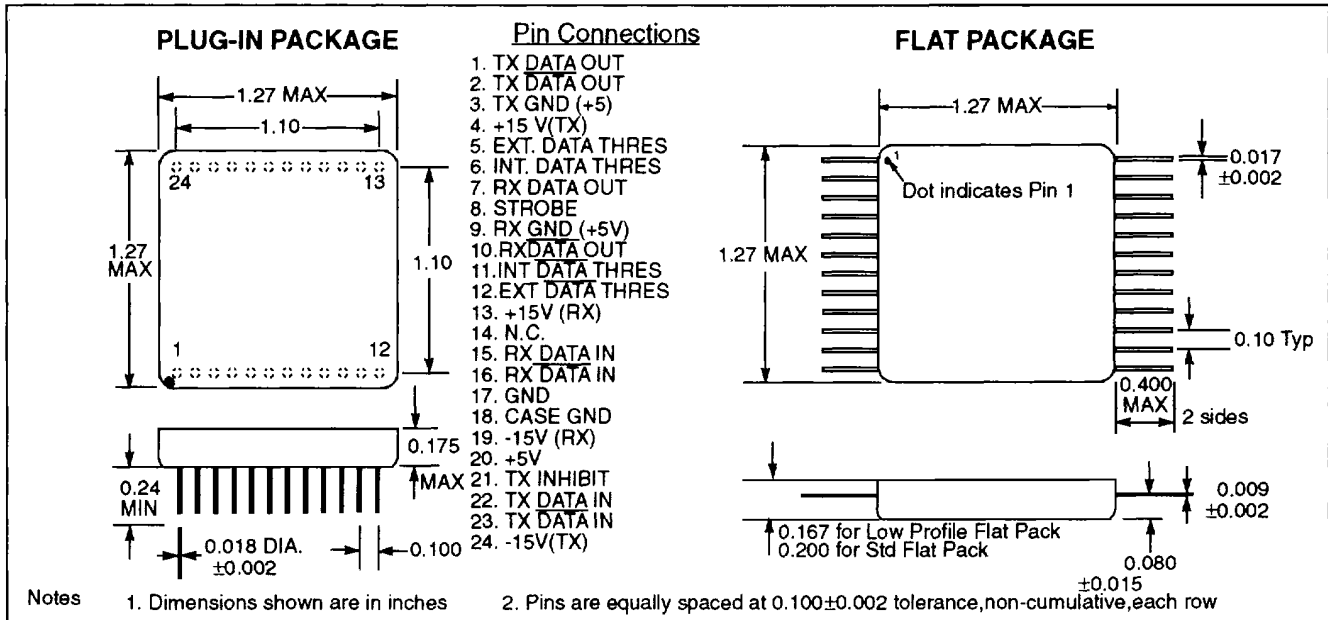 PLUG-IN PACKAGE
1.27 MAX
1.10
24
13
1.27
MAX
1.10
1
12
0.175
MAX
0.24
MIN
0.018 DIA.
±0.002
0.100
Pin Connections
1. TX DATA OUT
2. TX D̅A̅T̅A̅ OUT
3. TX GND (+5)
4. +15 V(TX)
5. EXT. DATA THRES
6. INT. DATA THRES
7. RX DATA OUT
8. STROBE
9. RX GND (+5V)
10.RXD̅A̅T̅A̅ OUT
11.INT D̅A̅T̅A̅ THRES
12.EXT D̅A̅T̅A̅ THRES
13. +15V (RX)
14. N.C.
15. RX DATA IN
16. RX D̅A̅T̅A̅ IN
17. GND
18. CASE GND
19. -15V (RX)
20. +5V
21. TX INHIBIT
22. TX DATA IN
23. TX D̅A̅T̅A̅ IN
24. -15V(TX)
FLAT PACKAGE
1.27 MAX
1
Dot indicates Pin 1
0.017
±0.002
1.27 MAX
0.10 Typ
0.400
MAX
2 sides
0.009
±0.002
0.167 for Low Profile Flat Pack
0.200 for Std Flat Pack
0.080
±0.015
Notes 1. Dimensions shown are in inches 2. Pins are equally spaced at 0.100±0.002 tolerance,non-cumulative,each row